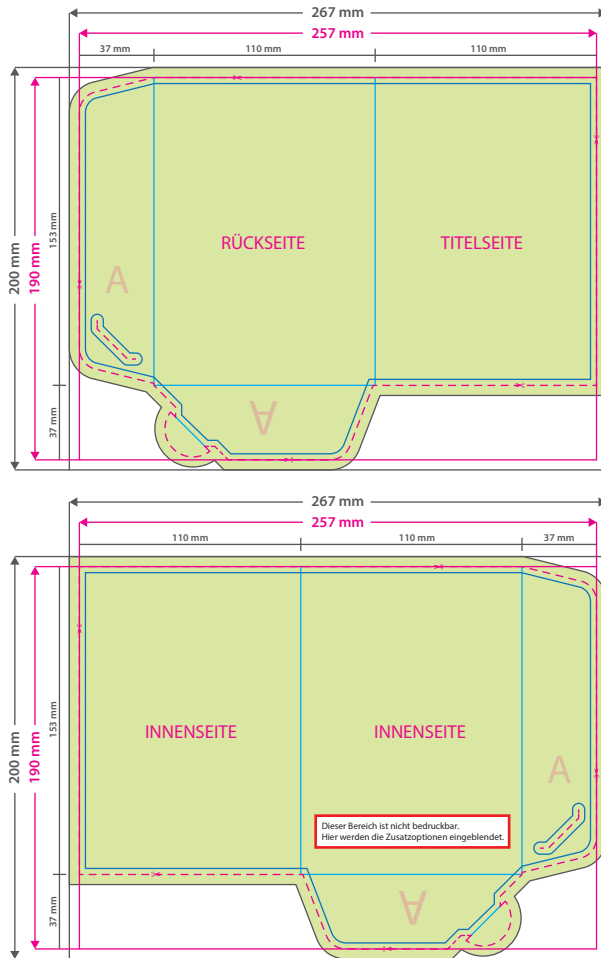 267 mm
257 mm
37 mm 110 mm 110 mm
200 mm
190 mm
153 mm
37 mm
RÜCKSEITE TITELSEITE
A
A
267 mm
257 mm
110 mm 110 mm 37 mm
200 mm
190 mm
153 mm
37 mm
INNENSEITE INNENSEITE
A
Dieser Bereich ist nicht bedruckbar.
Hier werden die Zusatzoptionen eingeblendet.
A